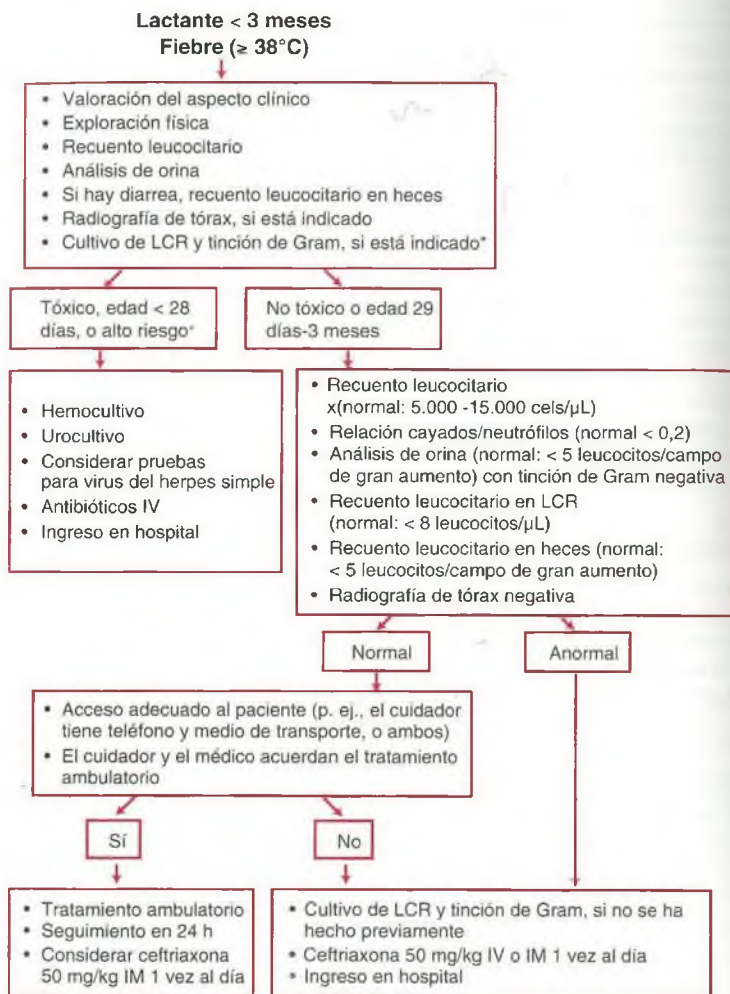 Lactante < 3 meses
Fiebre (≥ 38°C)
• Valoración del aspecto clínico
• Exploración física
• Recuento leucocitario
• Análisis de orina
• Si hay diarrea, recuento leucocitario en heces
• Radiografía de tórax, si está indicado
• Cultivo de LCR y tinción de Gram, si está indicado*
Tóxico, edad < 28
días, o alto riesgo*
No tóxico o edad 29
días-3 meses
• Hemocultivo
• Urocultivo
• Considerar pruebas
para virus del herpes simple
• Antibióticos IV
• Ingreso en hospital
• Recuento leucocitario
x(normal: 5.000 -15.000 cels/µL)
• Relación cayados/neutrófilos (normal < 0,2)
• Análisis de orina (normal: < 5 leucocitos/campo
de gran aumento) con tinción de Gram negativa
• Recuento leucocitario en LCR
(normal: < 8 leucocitos/µL)
• Recuento leucocitario en heces (normal:
< 5 leucocitos/campo de gran aumento)
• Radiografía de tórax negativa
Normal
Anormal
• Acceso adecuado al paciente (p. ej., el cuidador
tiene teléfono y medio de transporte, o ambos)
• El cuidador y el médico acuerdan el tratamiento
ambulatorio
Sí
No
• Tratamiento ambulatorio
• Seguimiento en 24 h
• Considerar ceftriaxona
50 mg/kg IM 1 vez al día
• Cultivo de LCR y tinción de Gram, si no se ha
hecho previamente
• Ceftriaxona 50 mg/kg IV o IM 1 vez al día
• Ingreso en hospital